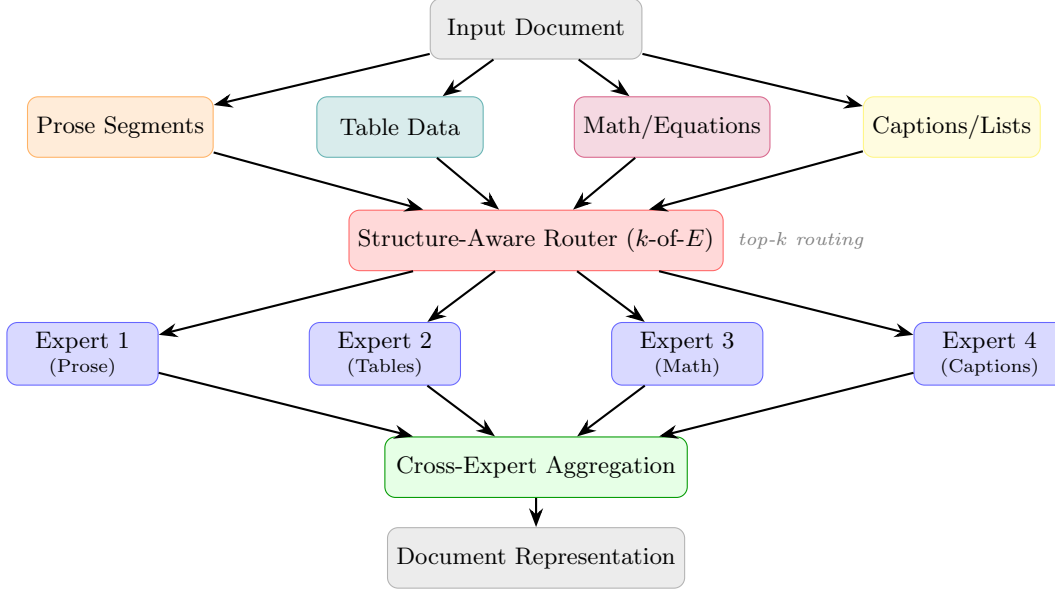 Input Document
Prose Segments
Table Data
Math/Equations
Captions/Lists
Structure-Aware Router (k-of-E)
top-k routing
Expert 1
(Prose)
Expert 2
(Tables)
Expert 3
(Math)
Expert 4
(Captions)
Cross-Expert Aggregation
Document Representation